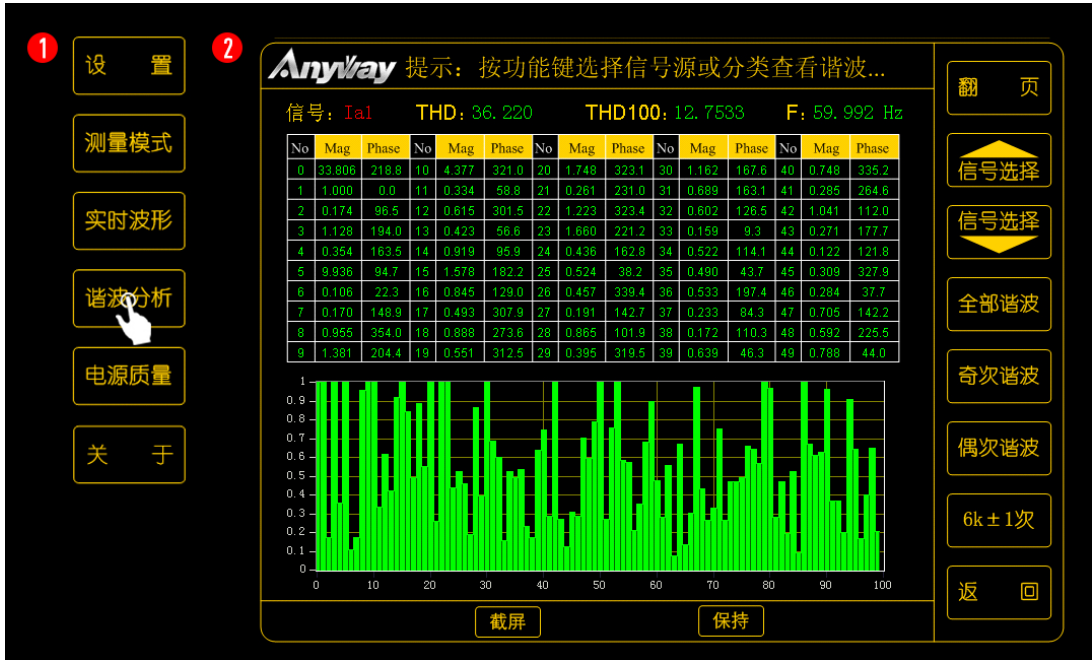 1
设 置
测量模式
实时波形
谐波分析
电源质量
关 于
2
Anyway 提示：按功能键选择信号源或分类查看谐波...
信号：Ia1 THD：36.220 THD100：12.7533 F：59.992 Hz
No Mag Phase No Mag Phase No Mag Phase No Mag Phase No Mag Phase
0 33.806 218.8 10 4.377 321.0 20 1.748 323.1 30 1.162 167.6 40 0.748 335.2
1 1.000 0.0 11 0.334 58.8 21 0.261 231.0 31 0.689 163.1 41 0.285 264.6
2 0.174 96.5 12 0.615 301.5 22 1.223 323.4 32 0.602 126.5 42 1.041 112.0
3 1.128 194.0 13 0.423 56.6 23 1.660 221.2 33 0.159 9.3 43 0.271 177.7
4 0.354 163.5 14 0.919 95.9 24 0.436 162.8 34 0.522 114.1 44 0.122 121.8
5 9.936 94.7 15 1.578 182.2 25 0.524 38.2 35 0.490 43.7 45 0.309 327.9
6 0.106 22.3 16 0.845 129.0 26 0.457 339.4 36 0.533 197.4 46 0.284 37.7
7 0.170 148.9 17 0.493 307.9 27 0.191 142.7 37 0.233 84.3 47 0.705 142.2
8 0.955 354.0 18 0.888 273.6 28 0.865 101.9 38 0.172 110.3 48 0.592 225.5
9 1.381 204.4 19 0.551 312.5 29 0.395 319.5 39 0.639 46.3 49 0.788 44.0
1
0.9
0.8
0.7
0.6
0.5
0.4
0.3
0.2
0.1
0
0 10 20 30 40 50 60 70 80 90 100
截屏 保持
翻 页
信号选择
信号选择
全部谐波
奇次谐波
偶次谐波
6k±1次
返 回